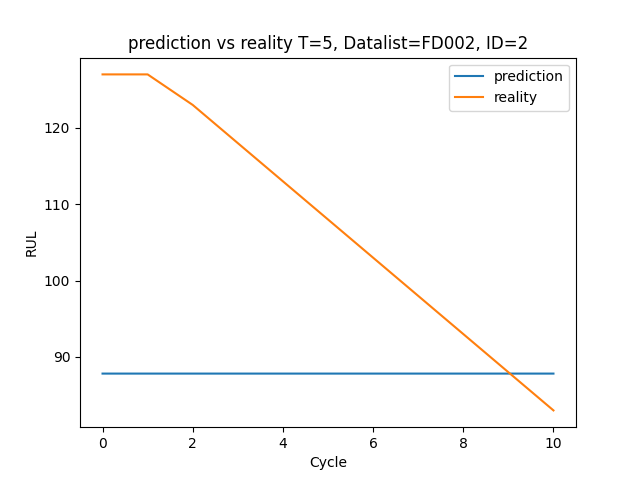 prediction vs reality T=5, Datalist=FD002, ID=2
prediction
reality
120
110
100
90
RUL
0 2 4 6 8 10
Cycle